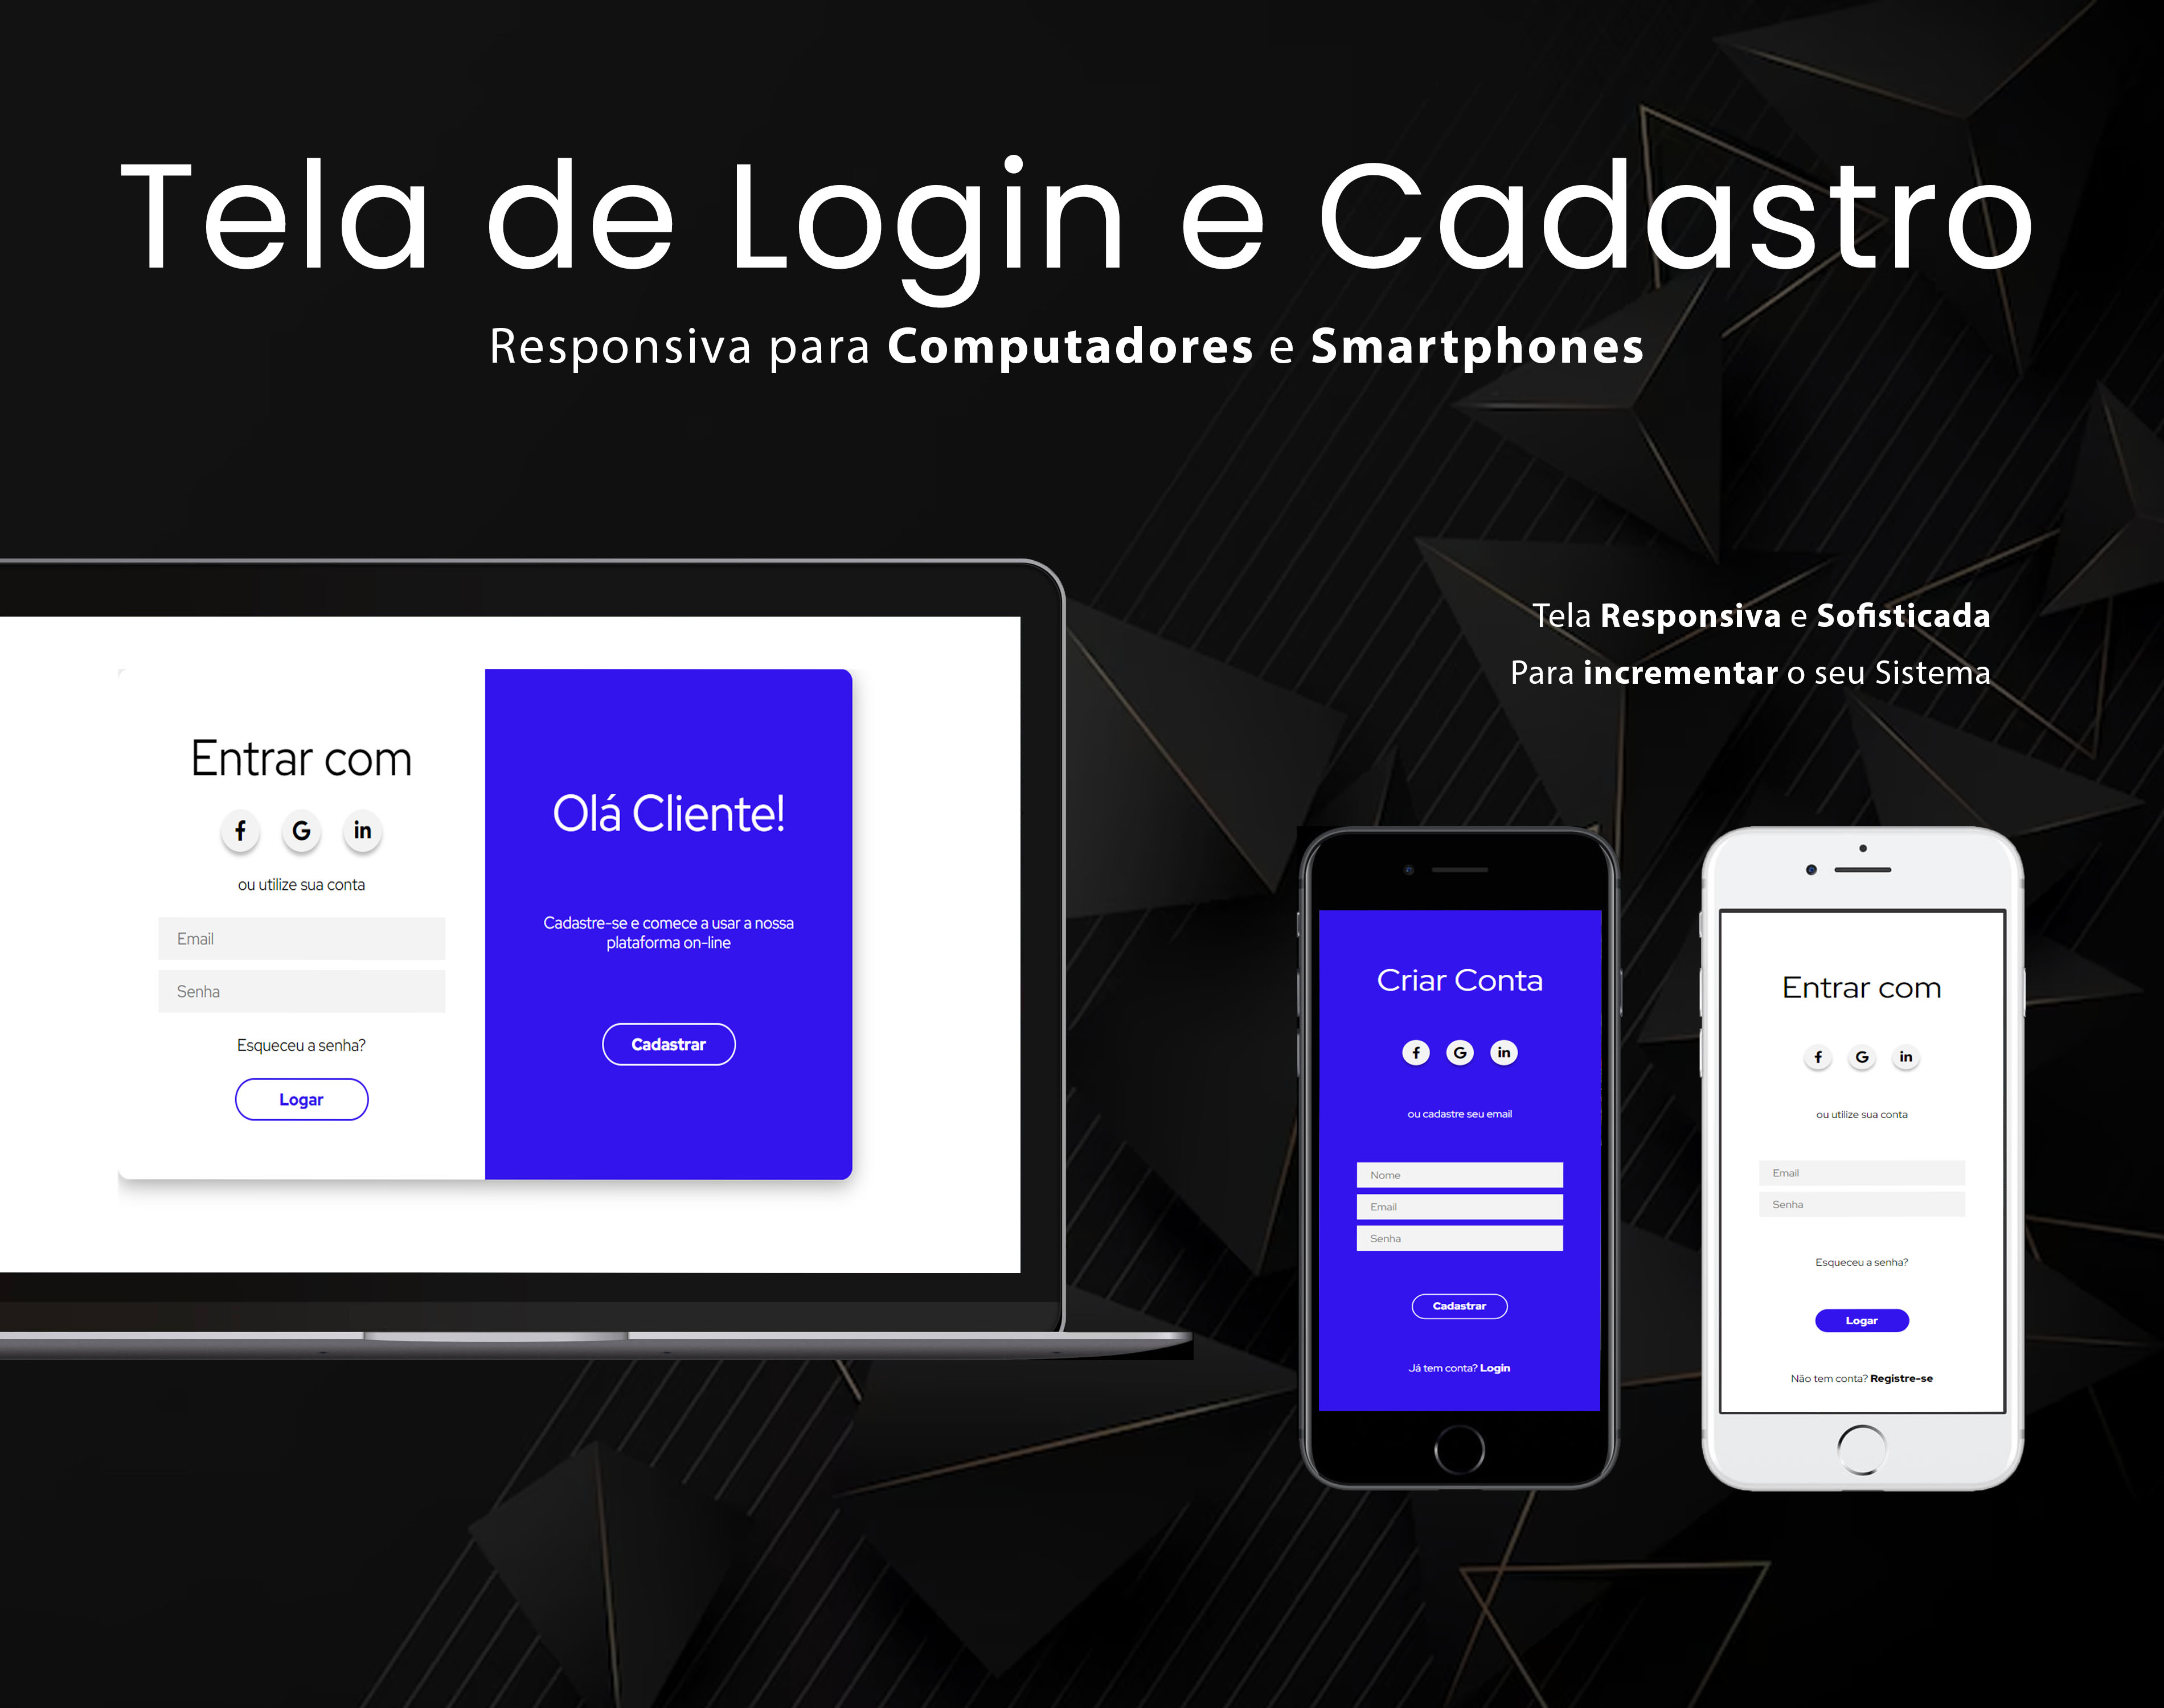 Tela de Login e Cadastro
Responsiva para Computadores e Smartphones
Tela Responsiva e Sofisticada
Para incrementar o seu Sistema
Entrar com
f G in
ou utilize sua conta
Email
Senha
Esqueceu a senha?
Logar
Olá Cliente!
Cadastre-se e comece a usar a nossa
plataforma on-line
Cadastrar
Criar Conta
f G in
ou cadastre seu email
Nome
Email
Senha
Cadastrar
Já tem conta? Login
Entrar com
f G in
ou utilize sua conta
Email
Senha
Esqueceu a senha?
Logar
Não tem conta? Registre-se